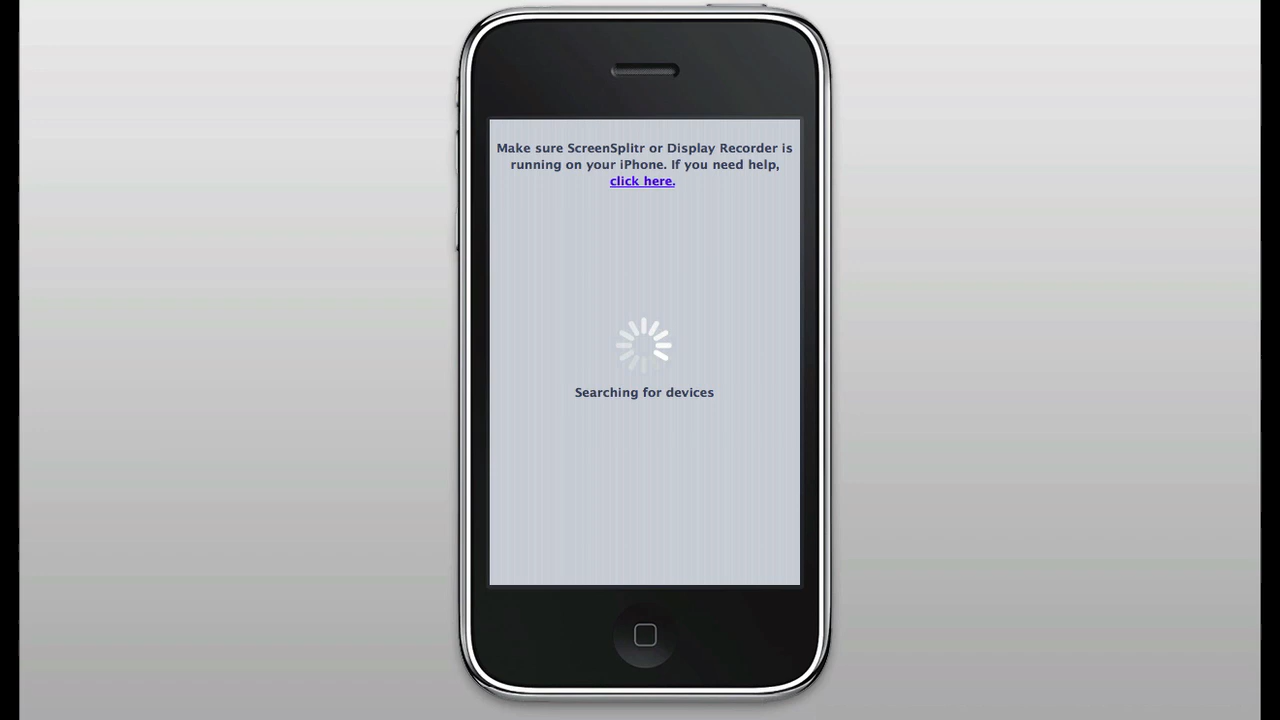 Make sure ScreenSplitr or Display Recorder is
running on your iPhone. If you need help,
click here.
Searching for devices